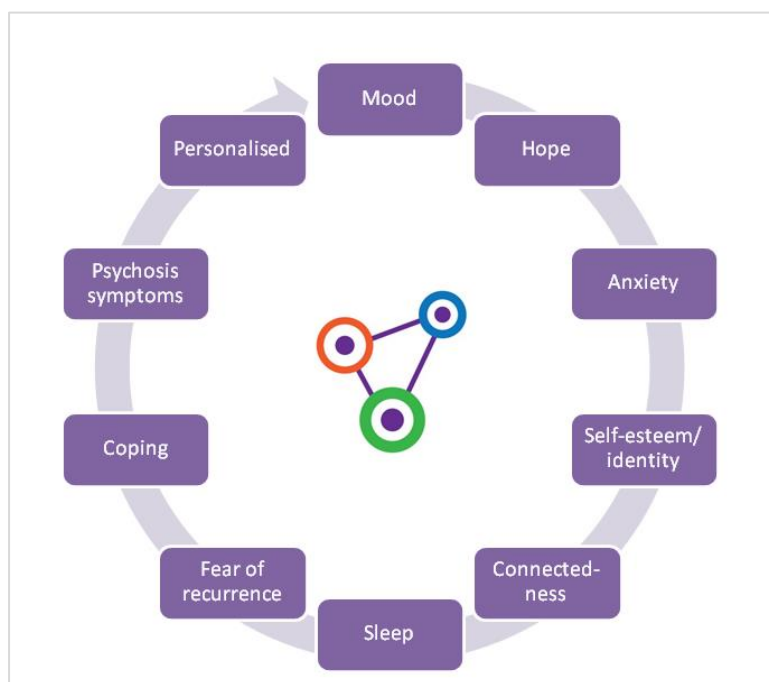 Mood
Hope
Anxiety
Self-esteem/
identity
Connected-
ness
Sleep
Fear of
recurrence
Coping
Psychosis
symptoms
Personalised